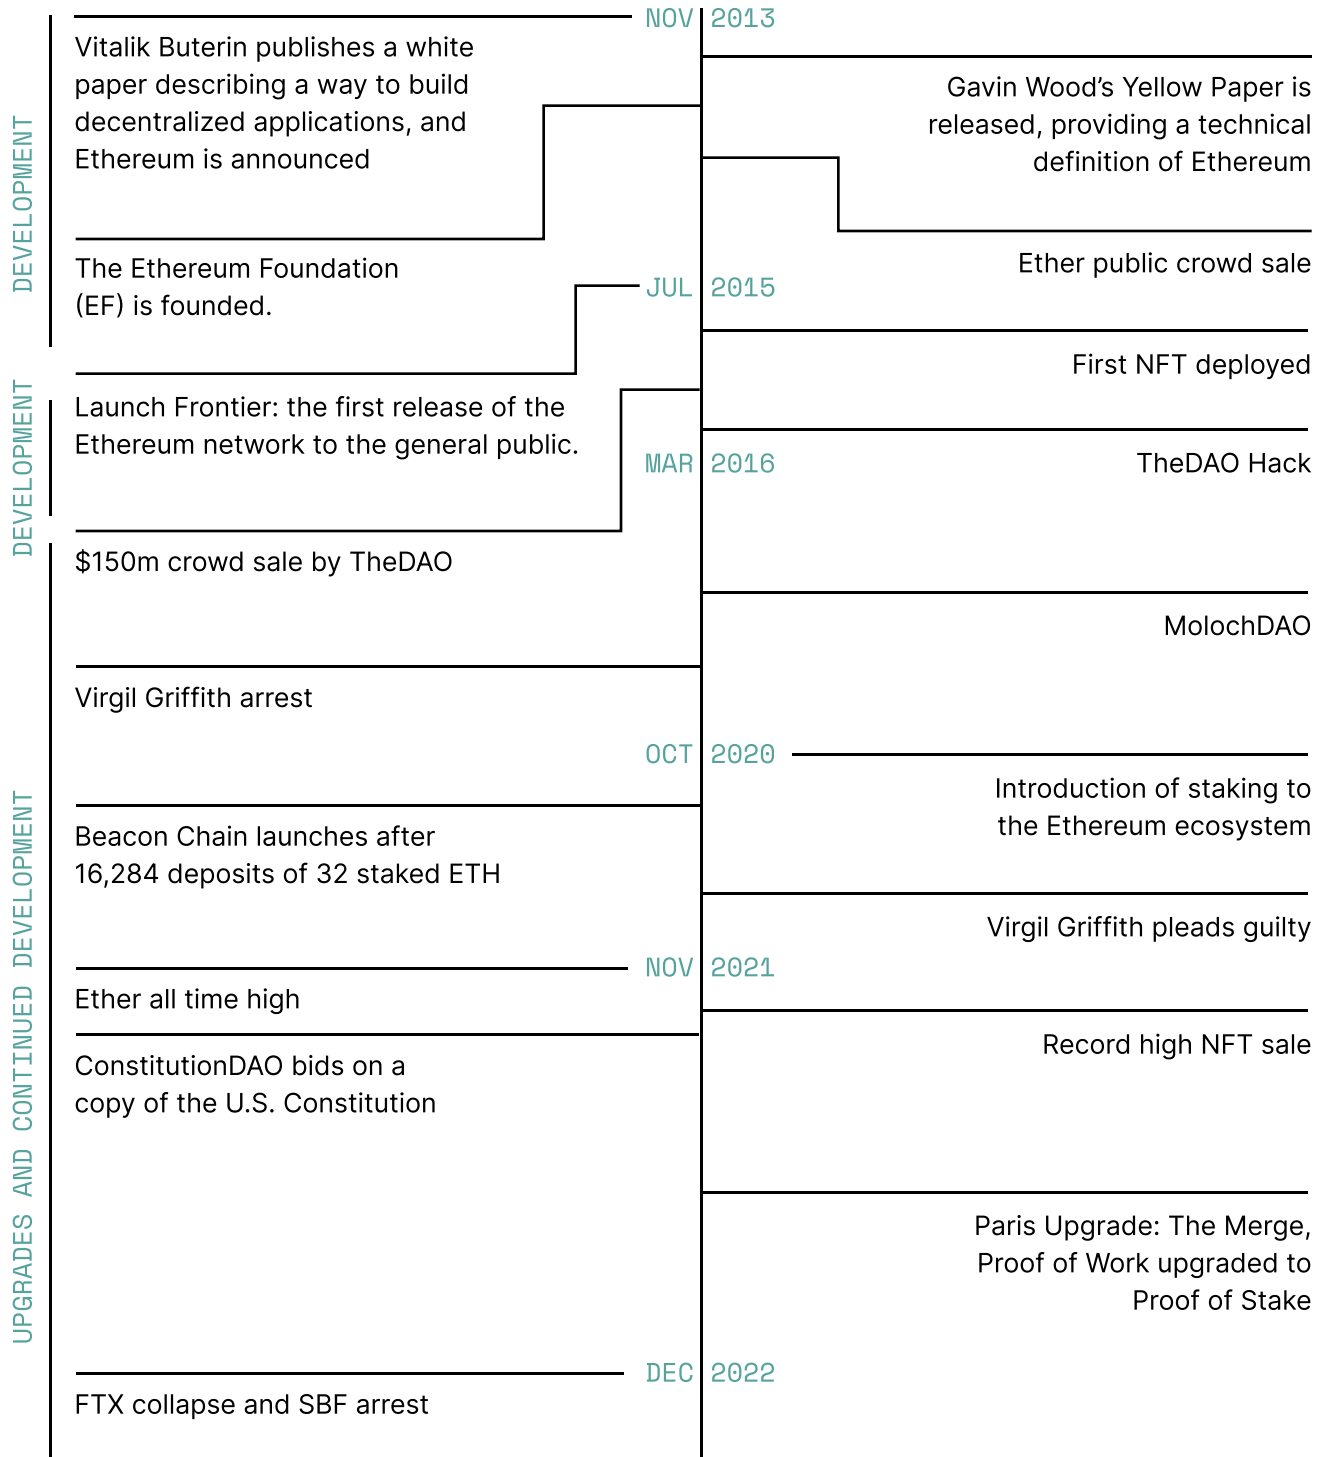 NOV 2013
Vitalik Buterin publishes a white
paper describing a way to build
decentralized applications, and
Ethereum is announced
Gavin Wood’s Yellow Paper is
released, providing a technical
definition of Ethereum
DEVELOPMENT
The Ethereum Foundation
(EF) is founded.
Ether public crowd sale
JUL 2015
First NFT deployed
DEVELOPMENT
Launch Frontier: the first release of the
Ethereum network to the general public.
MAR 2016
TheDAO Hack
$150m crowd sale by TheDAO
MolochDAO
Virgil Griffith arrest
OCT 2020
Introduction of staking to
the Ethereum ecosystem
UPGRADES AND CONTINUED DEVELOPMENT
Beacon Chain launches after
16,284 deposits of 32 staked ETH
Virgil Griffith pleads guilty
NOV 2021
Ether all time high
Record high NFT sale
ConstitutionDAO bids on a
copy of the U.S. Constitution
Paris Upgrade: The Merge,
Proof of Work upgraded to
Proof of Stake
DEC 2022
FTX collapse and SBF arrest